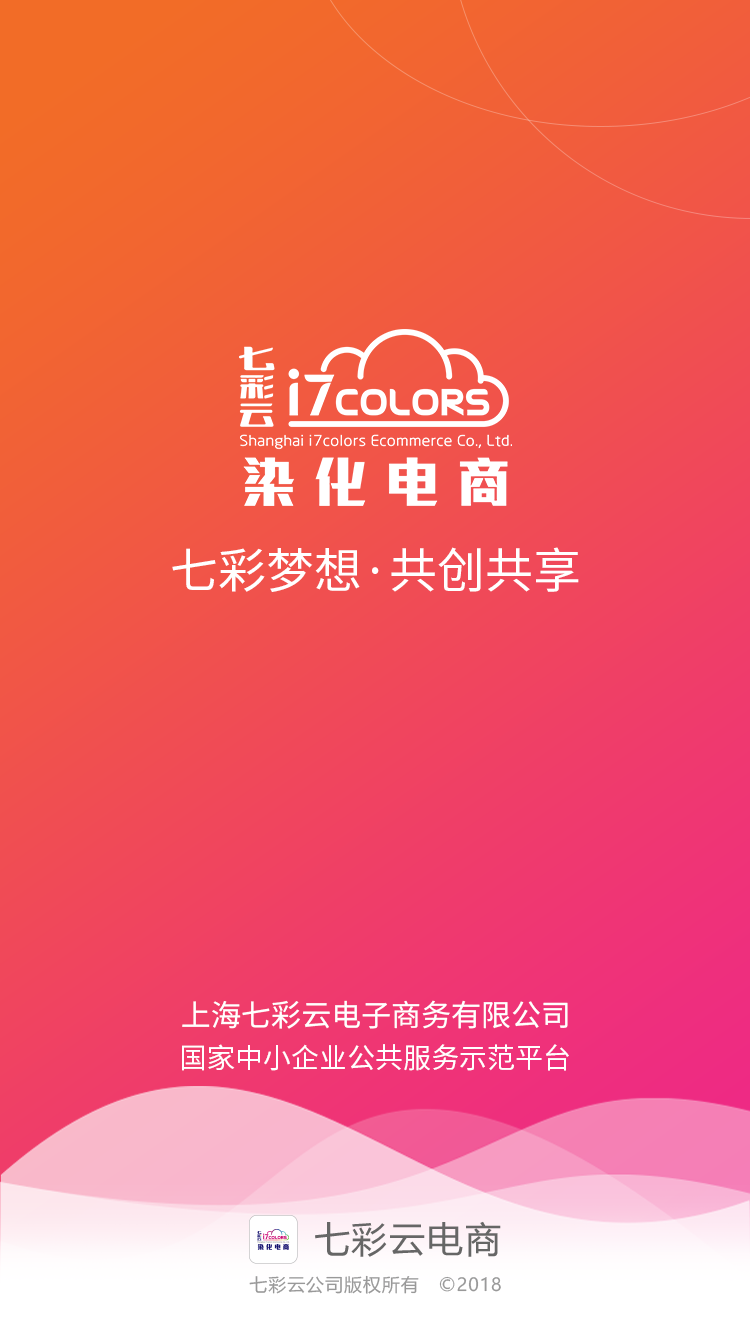 七彩云
i7COLORS
Shanghai i7colors Ecommerce Co., Ltd.
染化电商
七彩梦想·共创共享
上海七彩云电子商务有限公司
国家中小企业公共服务示范平台
七彩云 i7COLORS
染化电商
七彩云电商
七彩云公司版权所有 ©2018